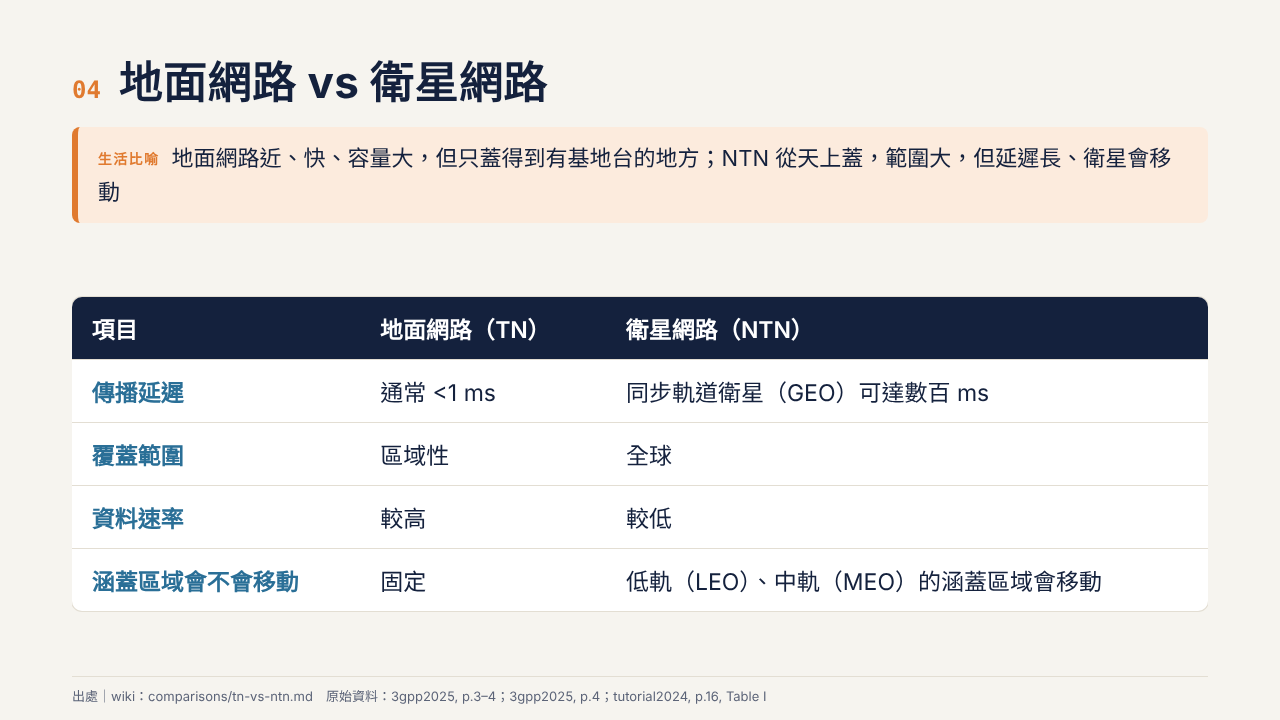 04 地面網路 vs 衛星網路
生活比喻 地面網路近、快、容量大，但只蓋得到有基地台的地方；NTN 從天上蓋，範圍大，但延遲長、衛星會移
動
項目 地面網路（TN） 衛星網路（NTN）
傳播延遲 通常 <1 ms 同步軌道衛星（GEO）可達數百 ms
覆蓋範圍 區域性 全球
資料速率 較高 較低
涵蓋區域會不會移動 固定 低軌（LEO）、中軌（MEO）的涵蓋區域會移動
出處｜wiki：comparisons/tn-vs-ntn.md 原始資料：3gpp2025, p.3–4；3gpp2025, p.4；tutorial2024, p.16, Table I